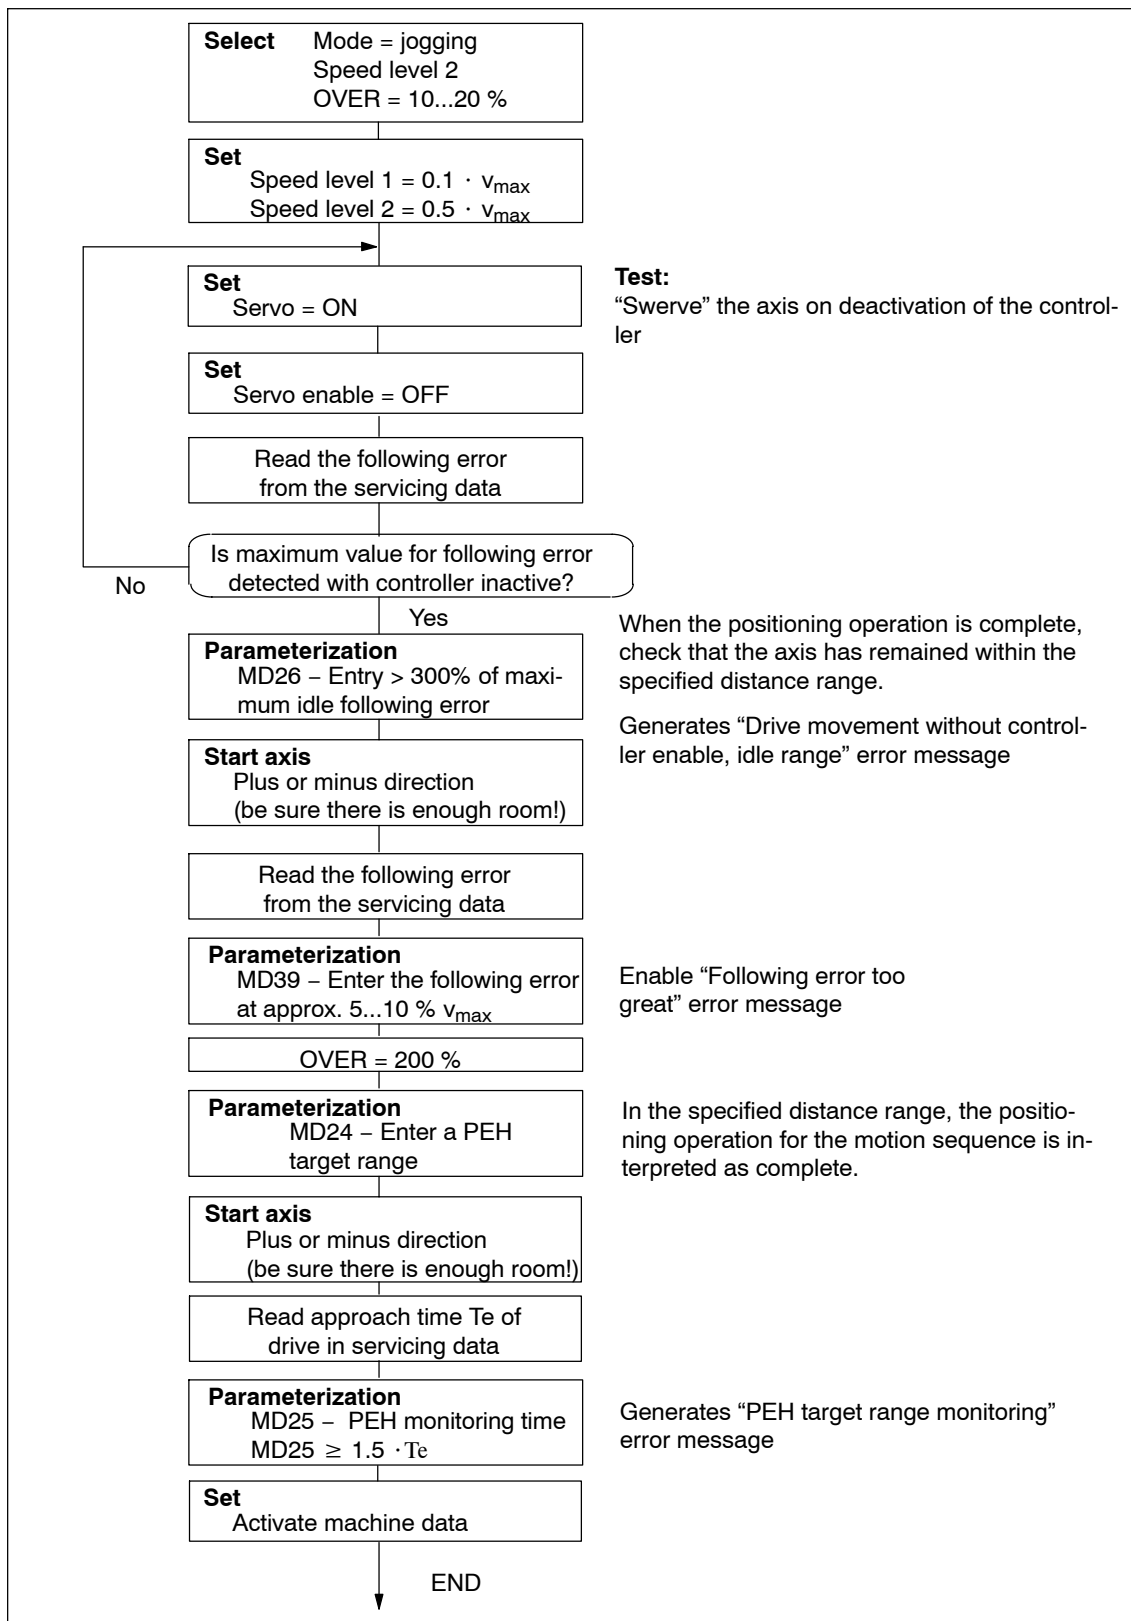 Select Mode = jogging
Speed level 2
OVER = 10...20 %
Set
Speed level 1 = 0.1 · vmax
Speed level 2 = 0.5 · vmax
Set
Servo = ON
Test:
“Swerve” the axis on deactivation of the control-
ler
Set
Servo enable = OFF
Read the following error
from the servicing data
Is maximum value for following error
detected with controller inactive?
No
Yes
Parameterization
MD26 – Entry > 300% of maxi-
mum idle following error
When the positioning operation is complete,
check that the axis has remained within the
specified distance range.
Generates “Drive movement without control-
ler enable, idle range” error message
Start axis
Plus or minus direction
(be sure there is enough room!)
Read the following error
from the servicing data
Parameterization
MD39 – Enter the following error
at approx. 5...10 % vmax
Enable “Following error too
great” error message
OVER = 200 %
Parameterization
MD24 – Enter a PEH
target range
In the specified distance range, the positio-
ning operation for the motion sequence is in-
terpreted as complete.
Start axis
Plus or minus direction
(be sure there is enough room!)
Read approach time Te of
drive in servicing data
Parameterization
MD25 – PEH monitoring time
MD25 ≥ 1.5 · Te
Generates “PEH target range monitoring”
error message
Set
Activate machine data
END